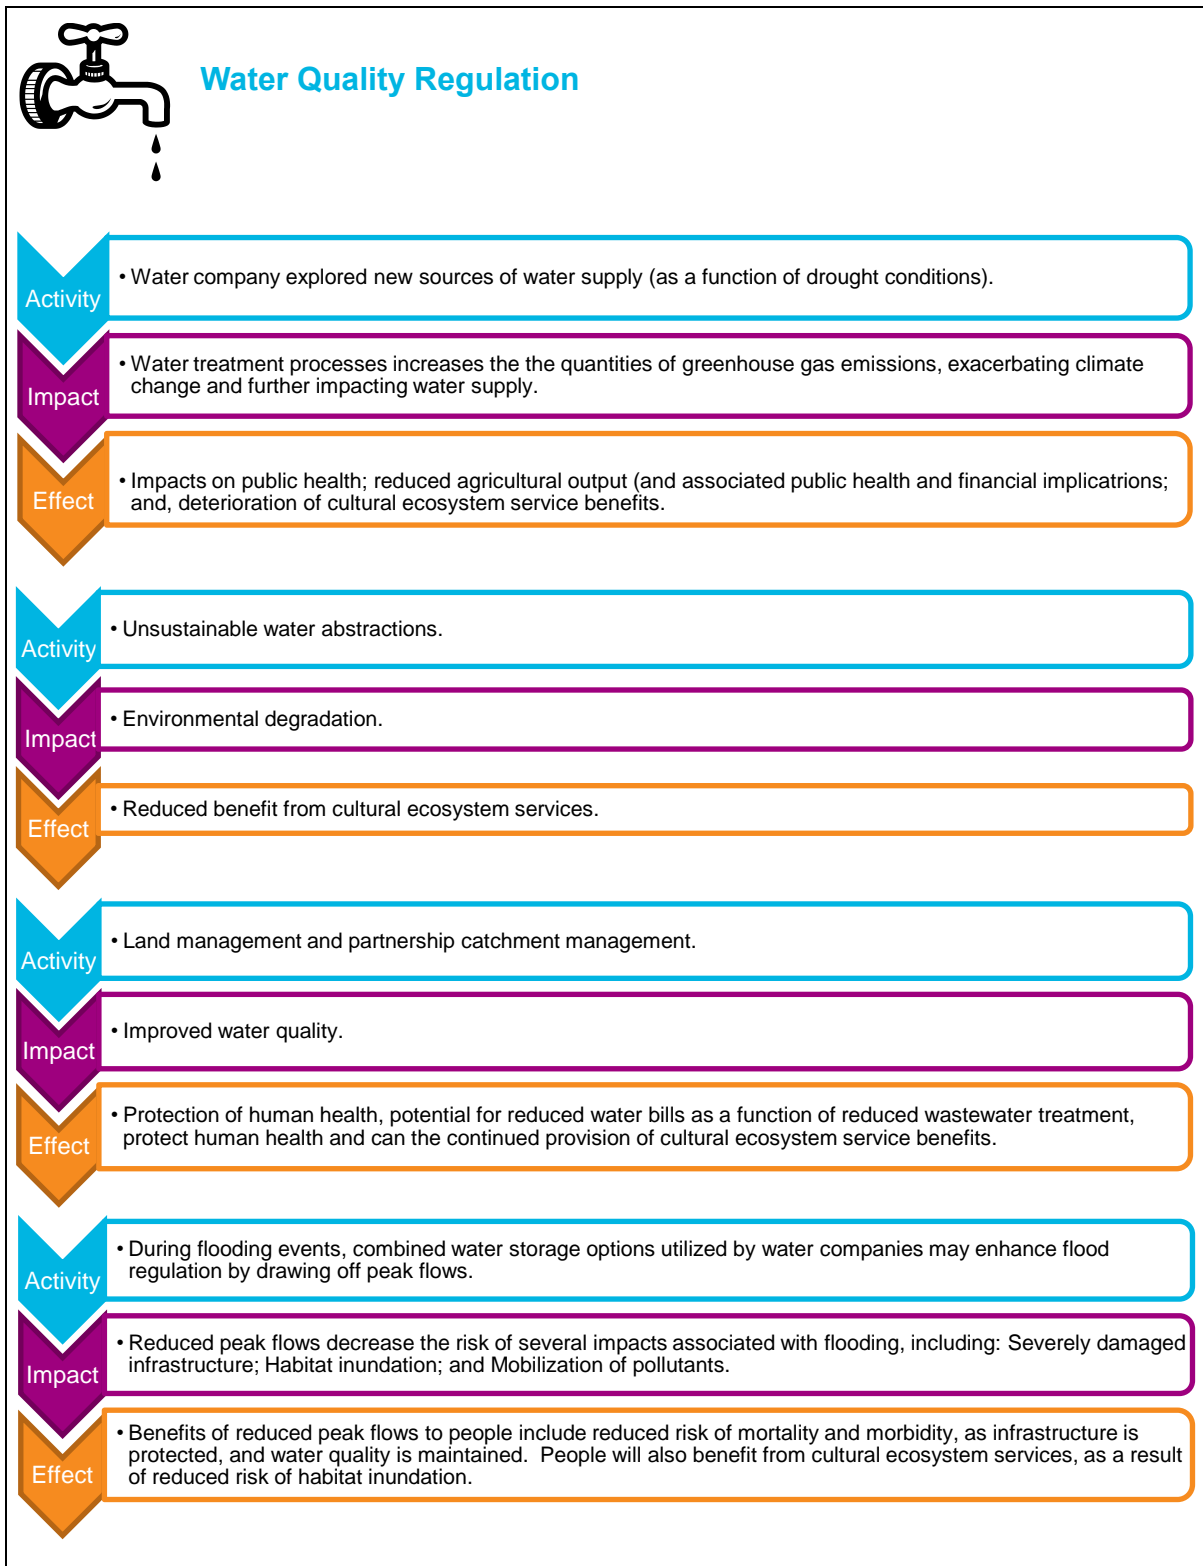 Water Quality Regulation
Activity
• Water company explored new sources of water supply (as a function of drought conditions).
Impact
• Water treatment processes increases the the quantities of greenhouse gas emissions, exacerbating climate
change and further impacting water supply.
Effect
• Impacts on public health; reduced agricultural output (and associated public health and financial implicatrions;
and, deterioration of cultural ecosystem service benefits.
Activity
• Unsustainable water abstractions.
Impact
• Environmental degradation.
Effect
• Reduced benefit from cultural ecosystem services.
Activity
• Land management and partnership catchment management.
Impact
• Improved water quality.
Effect
• Protection of human health, potential for reduced water bills as a function of reduced wastewater treatment,
protect human health and can the continued provision of cultural ecosystem service benefits.
Activity
• During flooding events, combined water storage options utilized by water companies may enhance flood
regulation by drawing off peak flows.
Impact
• Reduced peak flows decrease the risk of several impacts associated with flooding, including: Severely damaged
infrastructure; Habitat inundation; and Mobilization of pollutants.
Effect
• Benefits of reduced peak flows to people include reduced risk of mortality and morbidity, as infrastructure is
protected, and water quality is maintained. People will also benefit from cultural ecosystem services, as a result
of reduced risk of habitat inundation.